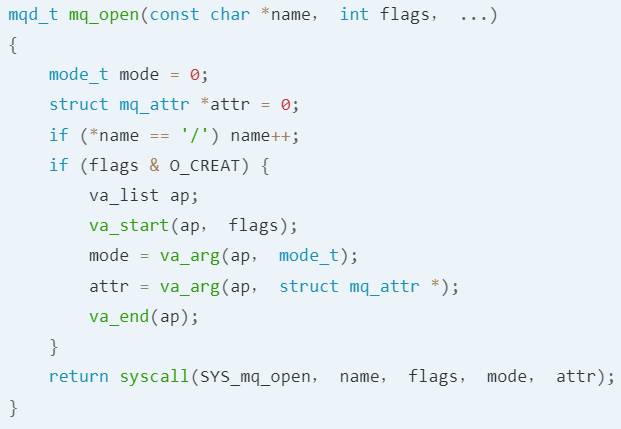 mqd_t mq_open(const char *name, int flags, ...)
{
    mode_t mode = 0;
    struct mq_attr *attr = 0;
    if (*name == '/') name++;
    if (flags & O_CREAT) {
        va_list ap;
        va_start(ap, flags);
        mode = va_arg(ap, mode_t);
        attr = va_arg(ap, struct mq_attr *);
        va_end(ap);
    }
    return syscall(SYS_mq_open, name, flags, mode, attr);
}